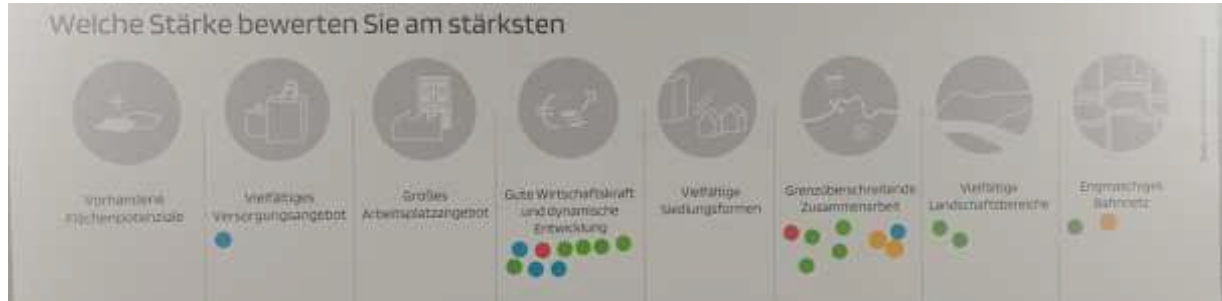 Welche Stärke bewerten Sie am stärksten
Vorhandene
Flächenpotenziale
Vielfältiges
Versorgungsangebot
Großes
Arbeitsplatzangebot
Gute Wirtschaftskraft
und dynamische
Entwicklung
Vielfältige
Siedlungsformen
Grenzüberschreitende
Zusammenarbeit
Vielfältige
Landschaftsbereiche
Engmaschiges
Bahnnetz